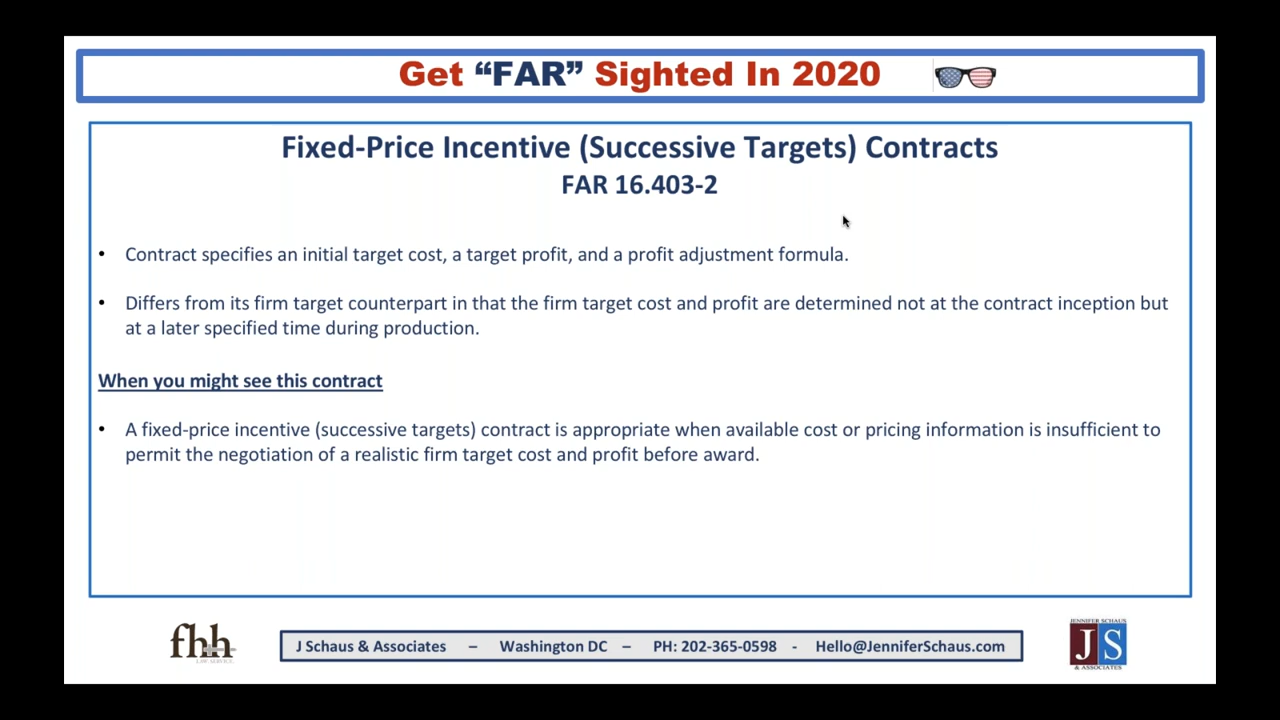 Get “FAR” Sighted In 2020
Fixed-Price Incentive (Successive Targets) Contracts
FAR 16.403-2
• Contract specifies an initial target cost, a target profit, and a profit adjustment formula.
• Differs from its firm target counterpart in that the firm target cost and profit are determined not at the contract inception but
at a later specified time during production.
When you might see this contract
• A fixed-price incentive (successive targets) contract is appropriate when available cost or pricing information is insufficient to
permit the negotiation of a realistic firm target cost and profit before award.
fhh
LAW SERVICE
J Schaus & Associates – Washington DC – PH: 202-365-0598 - Hello@JenniferSchaus.com
JENNIFER SCHAUS
JS
& ASSOCIATES